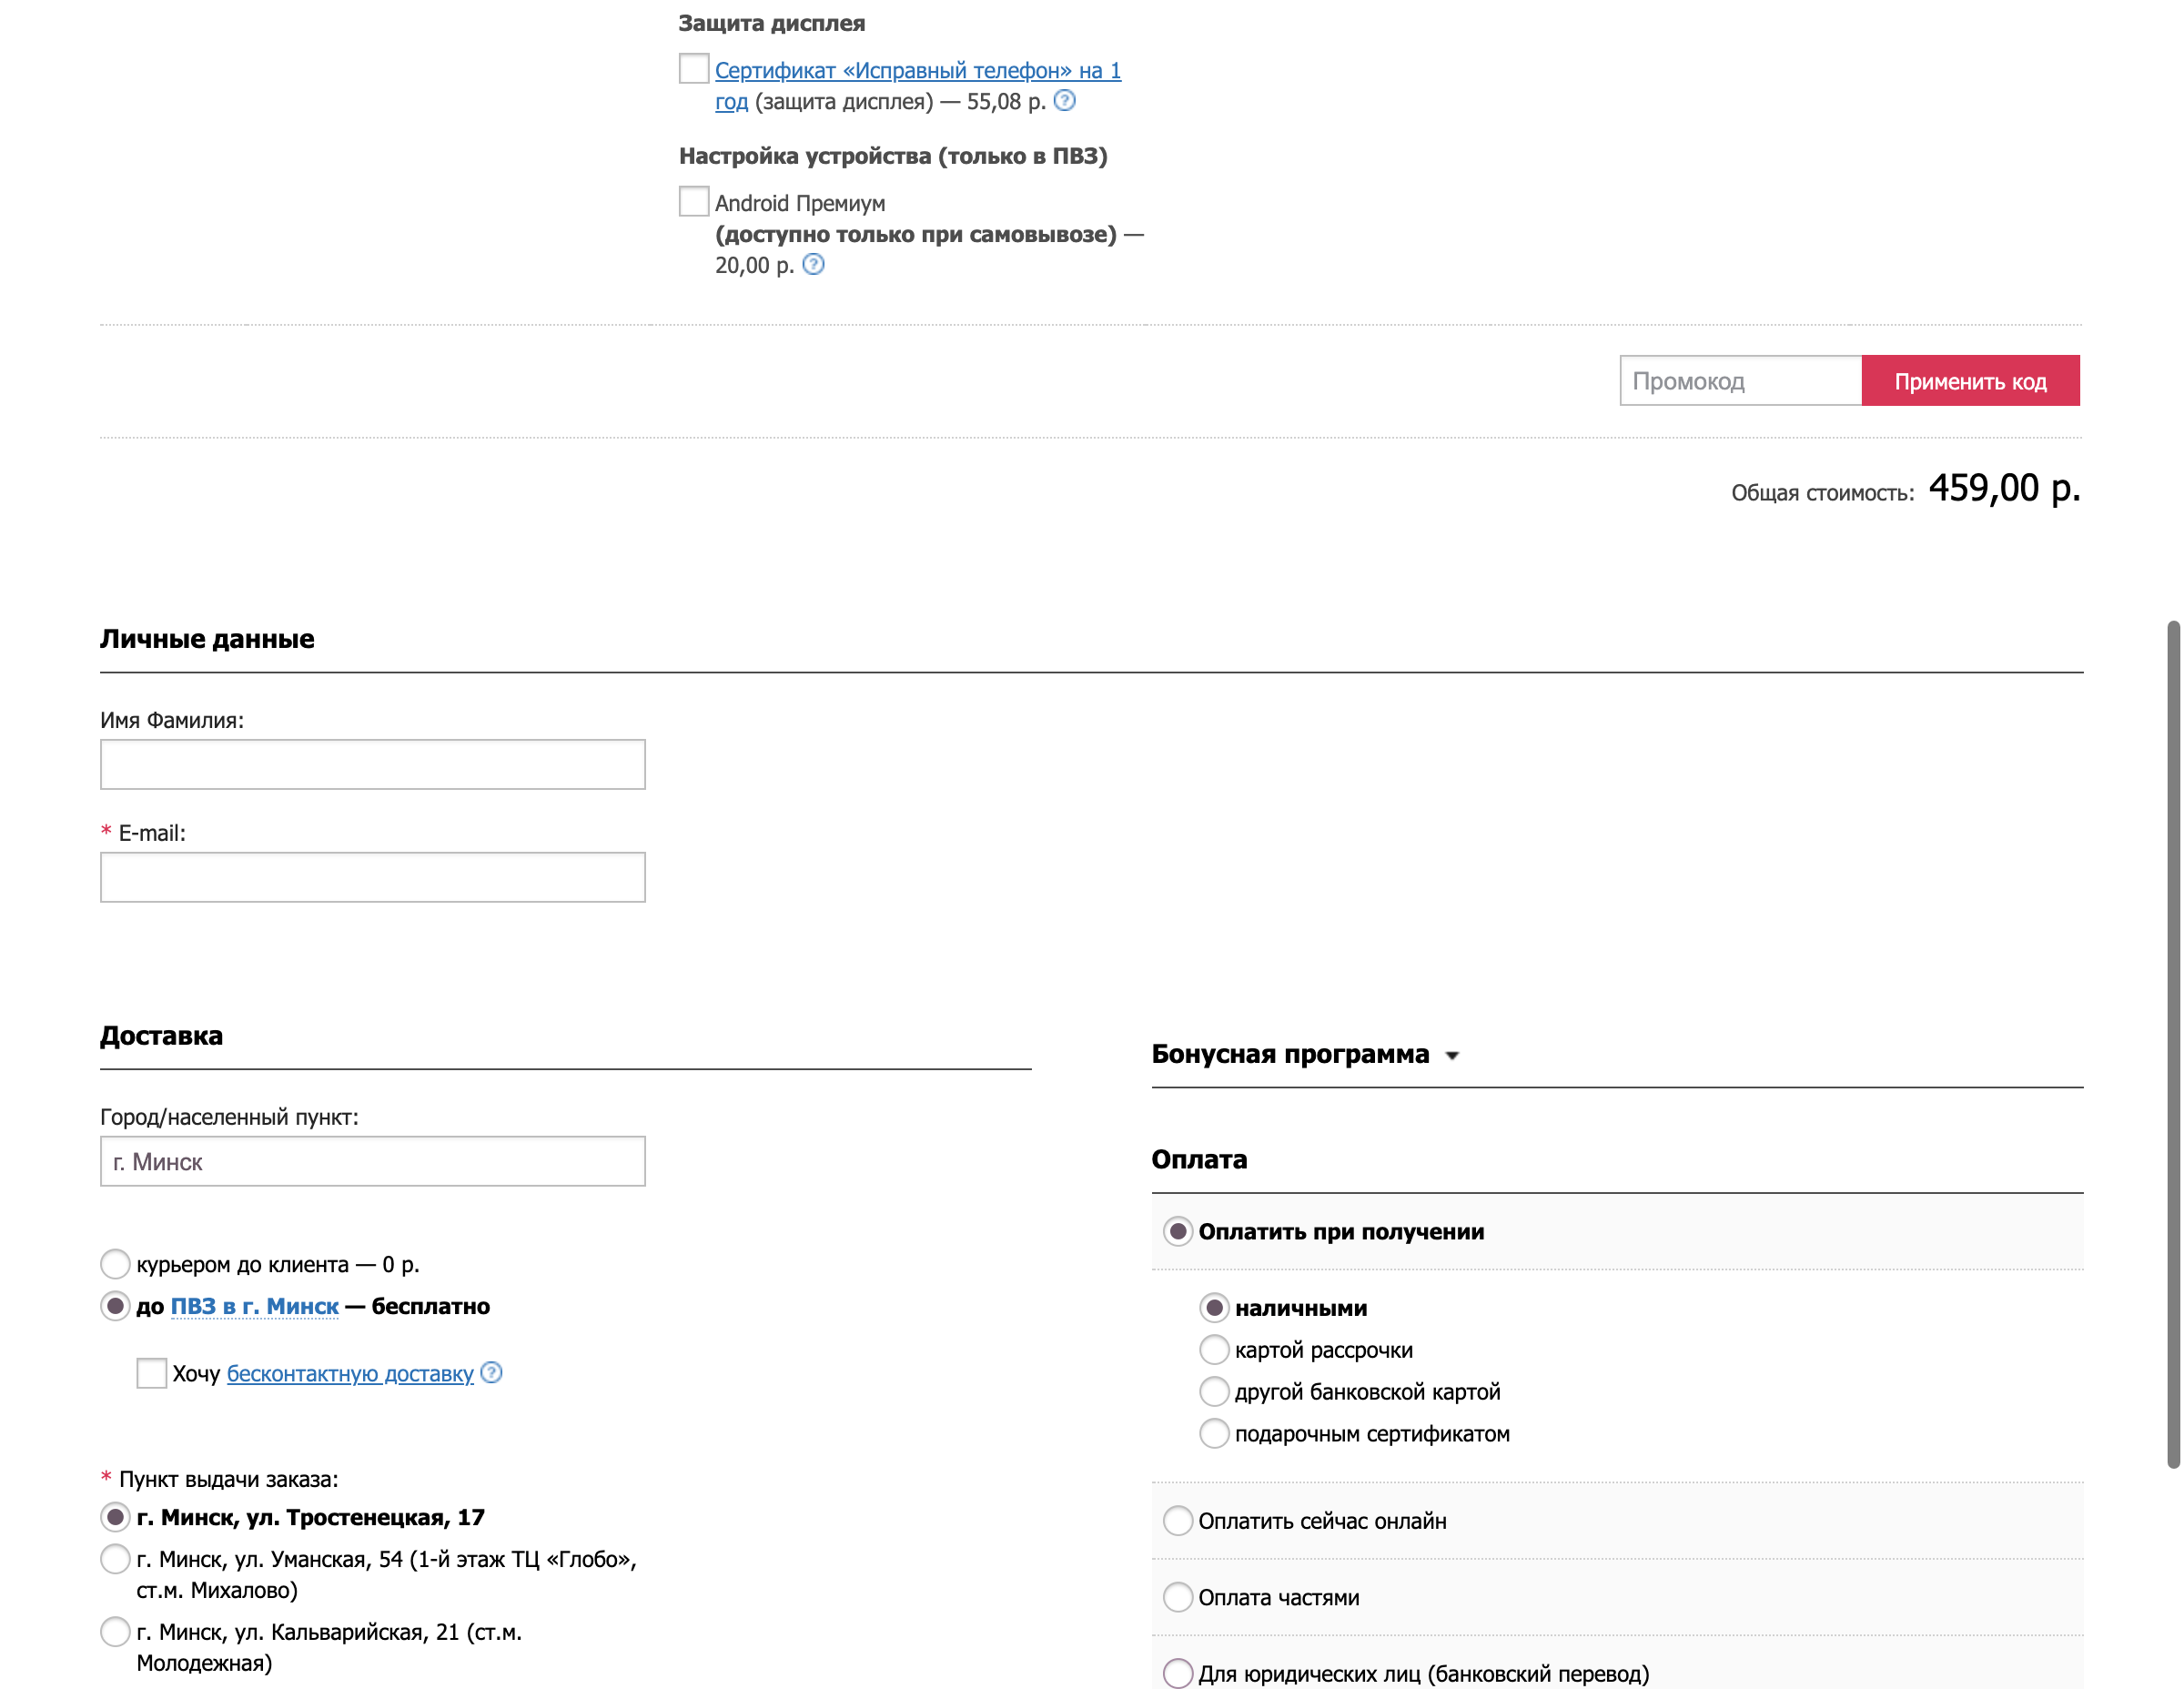 Защита дисплея
Сертификат «Исправный телефон» на 1
год (защита дисплея) — 55,08 р. ?
Настройка устройства (только в ПВЗ)
Android Премиум
(доступно только при самовывозе) —
20,00 р. ?
Промокод
Применить код
Общая стоимость: 459,00 р.
Личные данные
Имя Фамилия:
* E-mail:
Доставка
Город/населенный пункт:
г. Минск
курьером до клиента — 0 р.
до ПВЗ в г. Минск — бесплатно
Хочу бесконтактную доставку ?
* Пункт выдачи заказа:
г. Минск, ул. Тростенецкая, 17
г. Минск, ул. Уманская, 54 (1-й этаж ТЦ «Глобо»,
ст.м. Михалово)
г. Минск, ул. Кальварийская, 21 (ст.м.
Молодежная)
Бонусная программа
Оплата
Оплатить при получении
наличными
картой рассрочки
другой банковской картой
подарочным сертификатом
Оплатить сейчас онлайн
Оплата частями
Для юридических лиц (банковский перевод)